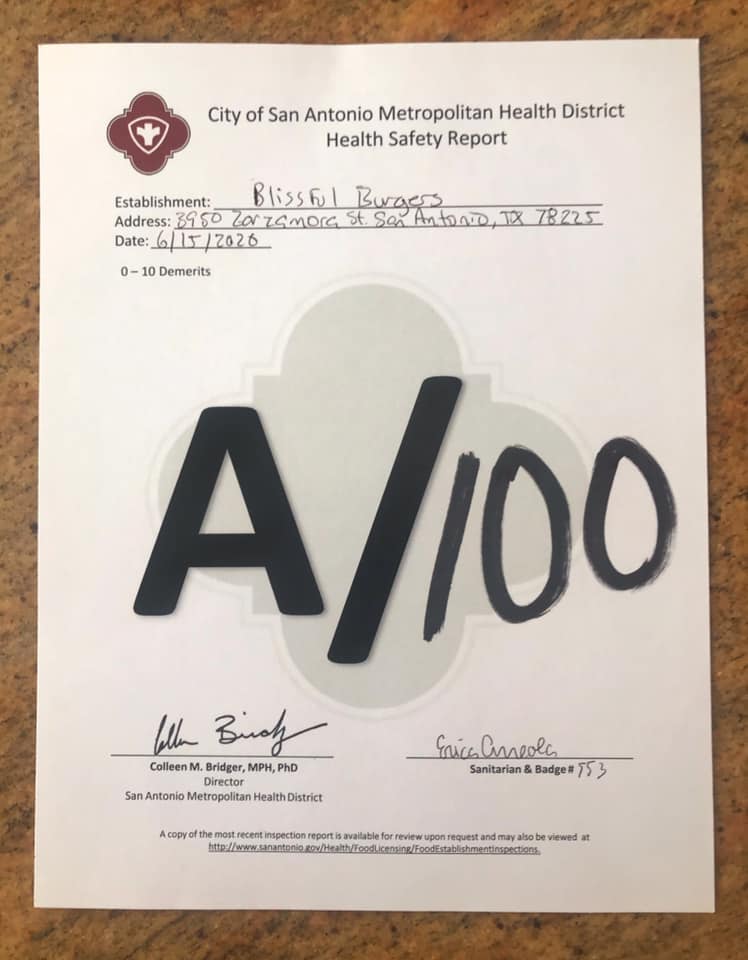 City of San Antonio Metropolitan Health District
Health Safety Report
Establishment: Blissful Burgers
Address: 3950 Zarzamora St. San Antonio, TX 78225
Date: 6/15/2020
0 – 10 Demerits
A/100
Colleen M. Bridger, MPH, PhD
Director
San Antonio Metropolitan Health District
Erica Arreola
Sanitarian & Badge# 553
A copy of the most recent inspection report is available for review upon request and may also be viewed at
http://www.sanantonio.gov/Health/FoodLicensing/FoodEstablishmentInspections.